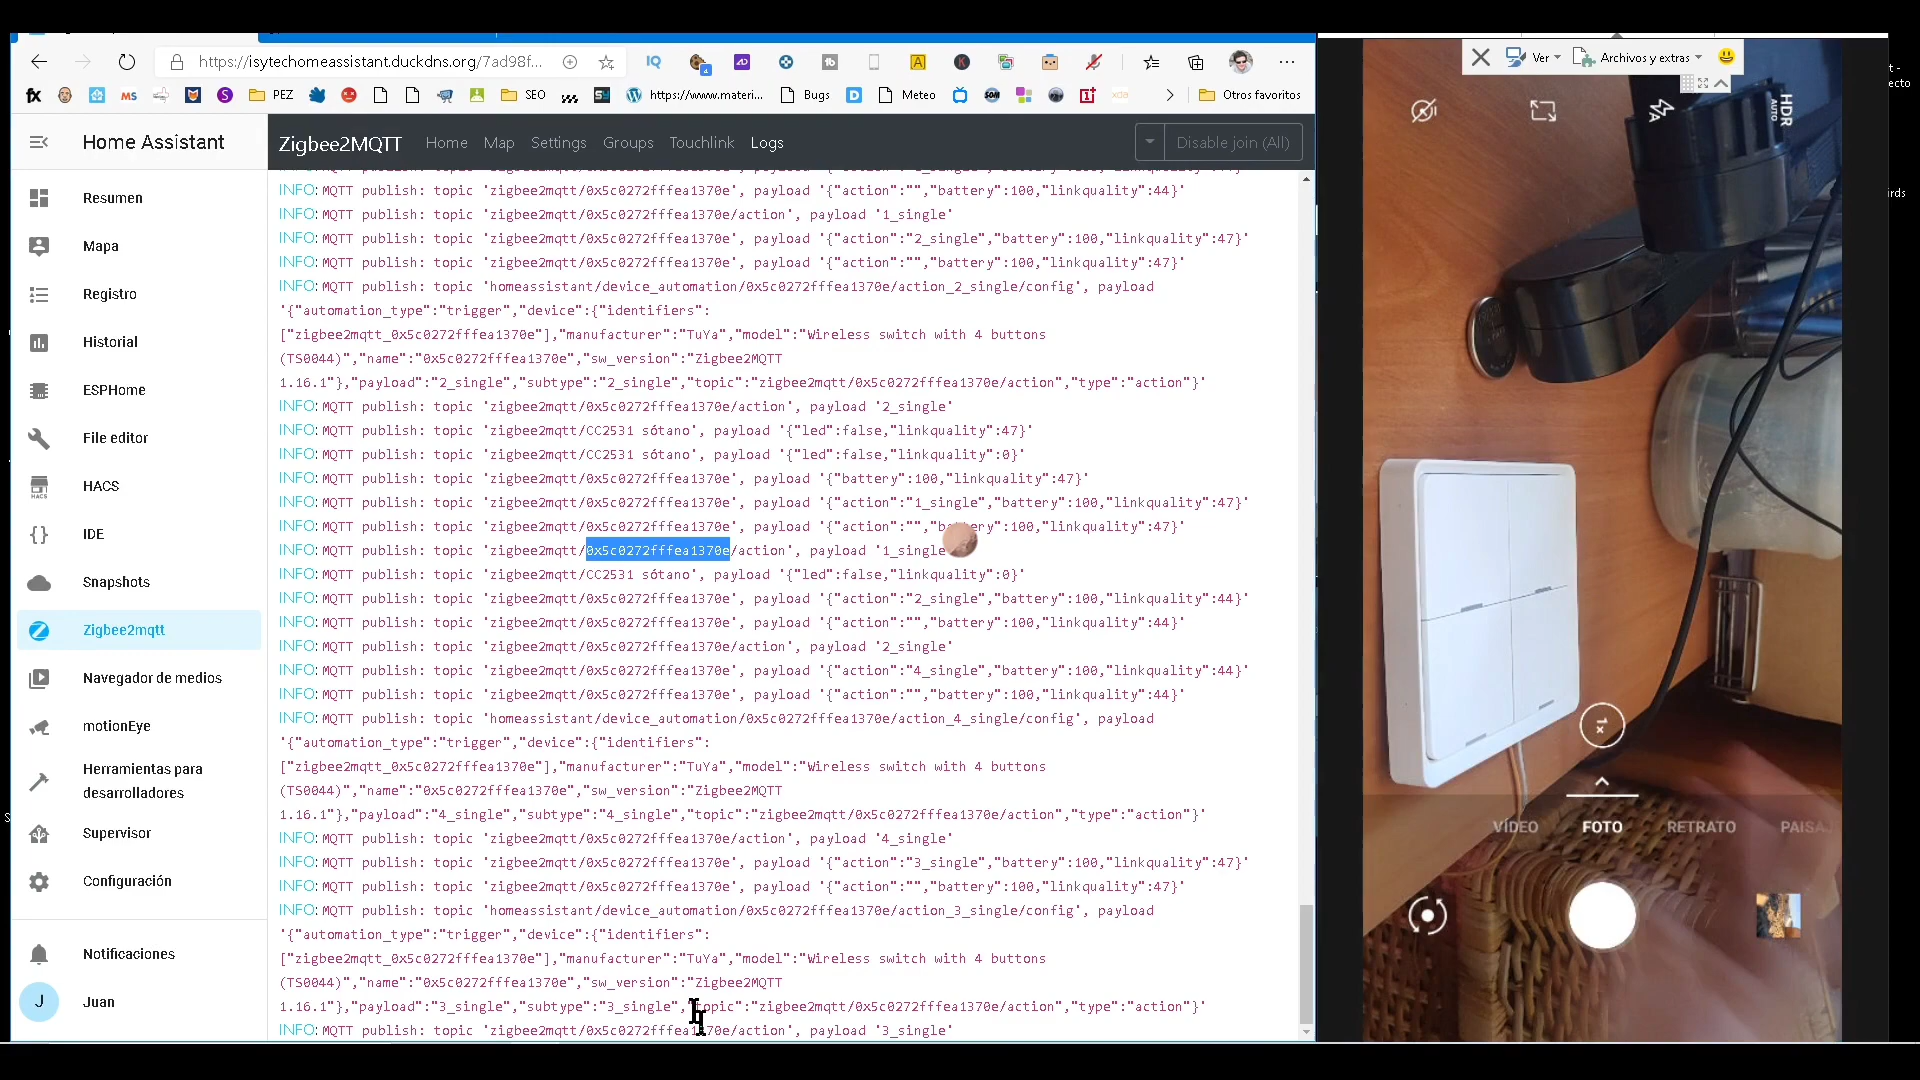 https://isytechomeassistant.duckdns.org/7ad98f...
Ver
Archivos y extras
PEZ
SEO
https://www.materi...
Bugs
Meteo
Otros favoritos
Home Assistant
Zigbee2MQTT Home Map Settings Groups Touchlink Logs
Disable join (All)
Resumen
Mapa
Registro
Historial
ESPHome
File editor
HACS
IDE
Snapshots
Zigbee2mqtt
Navegador de medios
motionEye
Herramientas para
desarrolladores
Supervisor
Configuración
Notificaciones
J
Juan
INFO: MQTT publish: topic 'zigbee2mqtt/0x5c0272fffea1370e', payload '{"action":"","battery":100,"linkquality":44}'
INFO: MQTT publish: topic 'zigbee2mqtt/0x5c0272fffea1370e/action', payload '1_single'
INFO: MQTT publish: topic 'zigbee2mqtt/0x5c0272fffea1370e', payload '{"action":"2_single","battery":100,"linkquality":47}'
INFO: MQTT publish: topic 'zigbee2mqtt/0x5c0272fffea1370e', payload '{"action":"","battery":100,"linkquality":47}'
INFO: MQTT publish: topic 'homeassistant/device_automation/0x5c0272fffea1370e/action_2_single/config', payload
'{"automation_type":"trigger","device":{"identifiers":
["zigbee2mqtt_0x5c0272fffea1370e"],"manufacturer":"TuYa","model":"Wireless switch with 4 buttons
(TS0044)","name":"0x5c0272fffea1370e","sw_version":"Zigbee2MQTT
1.16.1"},"payload":"2_single","subtype":"2_single","topic":"zigbee2mqtt/0x5c0272fffea1370e/action","type":"action"}'
INFO: MQTT publish: topic 'zigbee2mqtt/0x5c0272fffea1370e/action', payload '2_single'
INFO: MQTT publish: topic 'zigbee2mqtt/CC2531 sótano', payload '{"led":false,"linkquality":47}'
INFO: MQTT publish: topic 'zigbee2mqtt/CC2531 sótano', payload '{"led":false,"linkquality":0}'
INFO: MQTT publish: topic 'zigbee2mqtt/0x5c0272fffea1370e', payload '{"battery":100,"linkquality":47}'
INFO: MQTT publish: topic 'zigbee2mqtt/0x5c0272fffea1370e', payload '{"action":"1_single","battery":100,"linkquality":47}'
INFO: MQTT publish: topic 'zigbee2mqtt/0x5c0272fffea1370e', payload '{"action":"","battery":100,"linkquality":47}'
INFO: MQTT publish: topic 'zigbee2mqtt/0x5c0272fffea1370e/action', payload '1_single
INFO: MQTT publish: topic 'zigbee2mqtt/CC2531 sótano', payload '{"led":false,"linkquality":0}'
INFO: MQTT publish: topic 'zigbee2mqtt/0x5c0272fffea1370e', payload '{"action":"2_single","battery":100,"linkquality":44}'
INFO: MQTT publish: topic 'zigbee2mqtt/0x5c0272fffea1370e', payload '{"action":"","battery":100,"linkquality":44}'
INFO: MQTT publish: topic 'zigbee2mqtt/0x5c0272fffea1370e/action', payload '2_single'
INFO: MQTT publish: topic 'zigbee2mqtt/0x5c0272fffea1370e', payload '{"action":"4_single","battery":100,"linkquality":44}'
INFO: MQTT publish: topic 'zigbee2mqtt/0x5c0272fffea1370e', payload '{"action":"","battery":100,"linkquality":44}'
INFO: MQTT publish: topic 'homeassistant/device_automation/0x5c0272fffea1370e/action_4_single/config', payload
'{"automation_type":"trigger","device":{"identifiers":
["zigbee2mqtt_0x5c0272fffea1370e"],"manufacturer":"TuYa","model":"Wireless switch with 4 buttons
(TS0044)","name":"0x5c0272fffea1370e","sw_version":"Zigbee2MQTT
1.16.1"},"payload":"4_single","subtype":"4_single","topic":"zigbee2mqtt/0x5c0272fffea1370e/action","type":"action"}'
INFO: MQTT publish: topic 'zigbee2mqtt/0x5c0272fffea1370e/action', payload '4_single'
INFO: MQTT publish: topic 'zigbee2mqtt/0x5c0272fffea1370e', payload '{"action":"3_single","battery":100,"linkquality":47}'
INFO: MQTT publish: topic 'zigbee2mqtt/0x5c0272fffea1370e', payload '{"action":"","battery":100,"linkquality":47}'
INFO: MQTT publish: topic 'homeassistant/device_automation/0x5c0272fffea1370e/action_3_single/config', payload
'{"automation_type":"trigger","device":{"identifiers":
["zigbee2mqtt_0x5c0272fffea1370e"],"manufacturer":"TuYa","model":"Wireless switch with 4 buttons
(TS0044)","name":"0x5c0272fffea1370e","sw_version":"Zigbee2MQTT
1.16.1"},"payload":"3_single","subtype":"3_single","topic":"zigbee2mqtt/0x5c0272fffea1370e/action","type":"action"}'
INFO: MQTT publish: topic 'zigbee2mqtt/0x5c0272fffea1370e/action', payload '3_single'
HDR
AUTO
1×
VÍDEO FOTO RETRATO PAISA